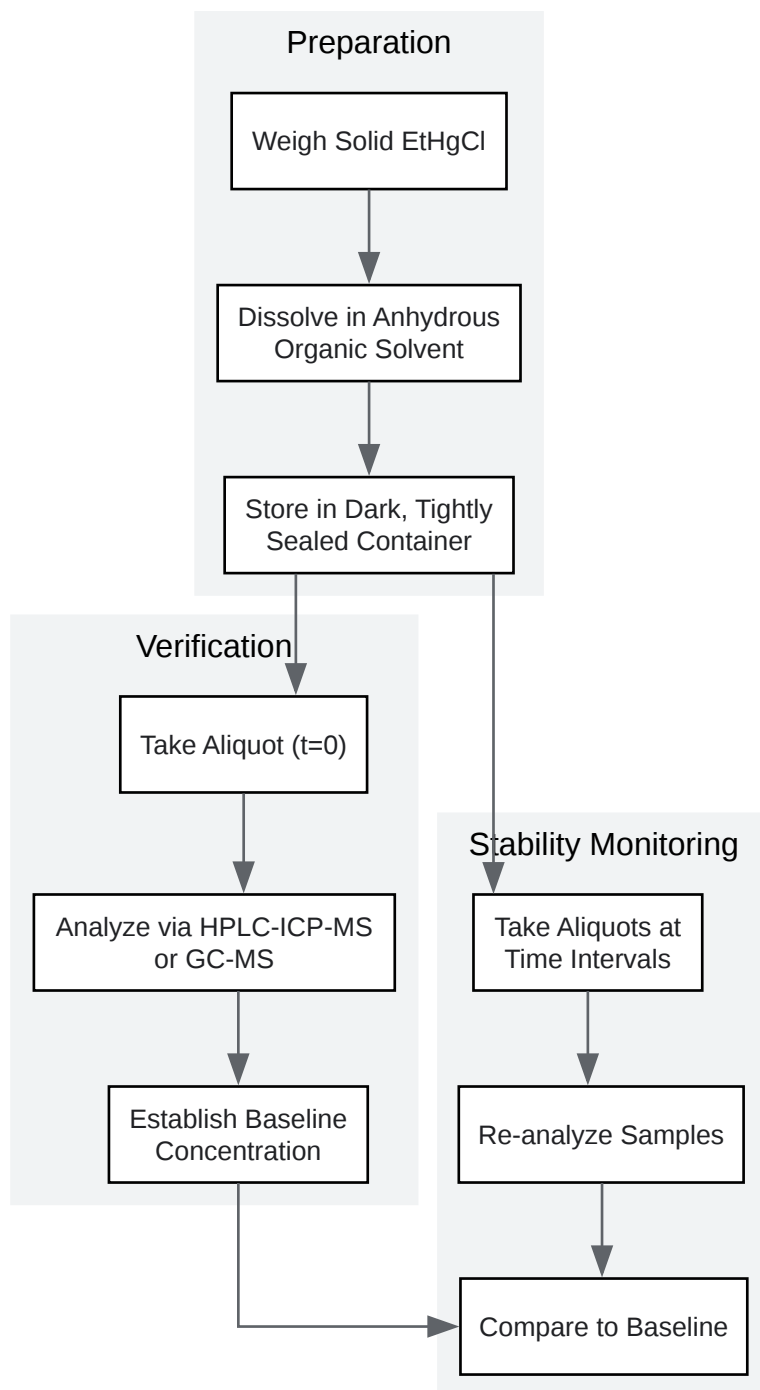 Preparation
Weigh Solid EtHgCl
Dissolve in Anhydrous
Organic Solvent
Store in Dark, Tightly
Sealed Container
Verification
Take Aliquot (t=0)
Analyze via HPLC-ICP-MS
or GC-MS
Establish Baseline
Concentration
Stability Monitoring
Take Aliquots at
Time Intervals
Re-analyze Samples
Compare to Baseline